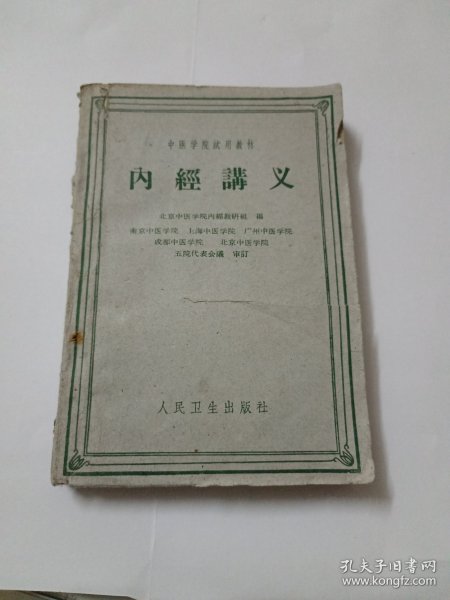 中医学院試用教材
內經講义
北京中医学院內經敎研組 編
南京中医学院 上海中医学院 广州中医学院
成都中医学院 北京中医学院
五院代表会議 审訂
人民卫生出版社
孔夫子旧书网
www.kongfz.com